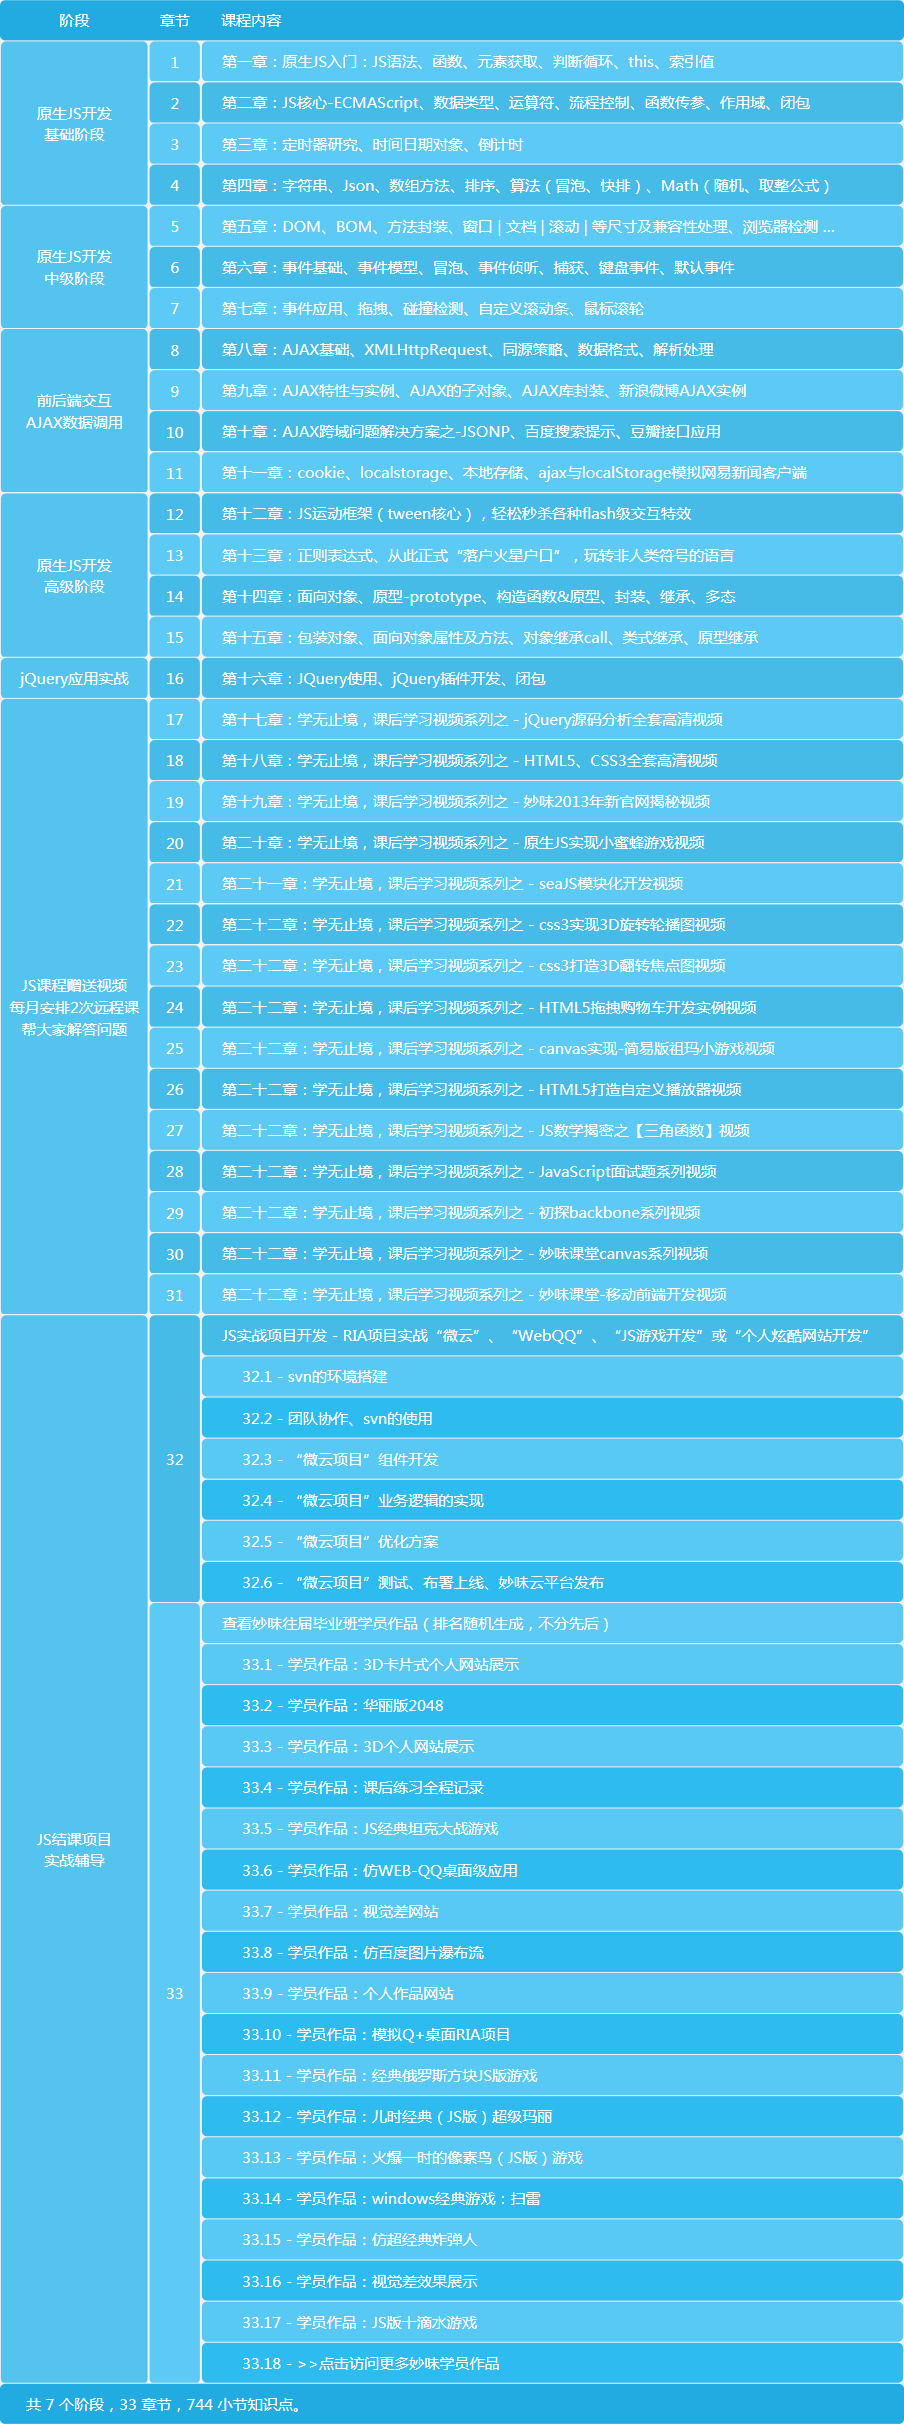 阶段 章节 课程内容
原生JS开发
基础阶段
1 第一章：原生JS入门：JS语法、函数、元素获取、判断循环、this、索引值
2 第二章：JS核心-ECMAScript、数据类型、运算符、流程控制、函数传参、作用域、闭包
3 第三章：定时器研究、时间日期对象、倒计时
4 第四章：字符串、Json、数组方法、排序、算法（冒泡、快排）、Math（随机、取整公式）
原生JS开发
中级阶段
5 第五章：DOM、BOM、方法封装、窗口 | 文档 | 滚动 | 等尺寸及兼容性处理、浏览器检测 ...
6 第六章：事件基础、事件模型、冒泡、事件侦听、捕获、键盘事件、默认事件
7 第七章：事件应用、拖拽、碰撞检测、自定义滚动条、鼠标滚轮
前后端交互
AJAX数据调用
8 第八章：AJAX基础、XMLHttpRequest、同源策略、数据格式、解析处理
9 第九章：AJAX特性与实例、AJAX的子对象、AJAX库封装、新浪微博AJAX实例
10 第十章：AJAX跨域问题解决方案之-JSONP、百度搜索提示、豆瓣接口应用
11 第十一章：cookie、localstorage、本地存储、ajax与localStorage模拟网易新闻客户端
原生JS开发
高级阶段
12 第十二章：JS运动框架（tween核心），轻松秒杀各种flash级交互特效
13 第十三章：正则表达式、从此正式“落户火星户口”，玩转非人类符号的语言
14 第十四章：面向对象、原型-prototype、构造函数&原型、封装、继承、多态
15 第十五章：包装对象、面向对象属性及方法、对象继承call、类式继承、原型继承
jQuery应用实战
16 第十六章：JQuery使用、jQuery插件开发、闭包
JS课程赠送视频
每月安排2次远程课
帮大家解答问题
17 第十七章：学无止境，课后学习视频系列之 - jQuery源码分析全套高清视频
18 第十八章：学无止境，课后学习视频系列之 - HTML5、CSS3全套高清视频
19 第十九章：学无止境，课后学习视频系列之 - 妙味2013年新官网揭秘视频
20 第二十章：学无止境，课后学习视频系列之 - 原生JS实现小蜜蜂游戏视频
21 第二十一章：学无止境，课后学习视频系列之 - seaJS模块化开发视频
22 第二十二章：学无止境，课后学习视频系列之 - css3实现3D旋转轮播图视频
23 第二十二章：学无止境，课后学习视频系列之 - css3打造3D翻转焦点图视频
24 第二十二章：学无止境，课后学习视频系列之 - HTML5拖拽购物车开发实例视频
25 第二十二章：学无止境，课后学习视频系列之 - canvas实现-简易版祖玛小游戏视频
26 第二十二章：学无止境，课后学习视频系列之 - HTML5打造自定义播放器视频
27 第二十二章：学无止境，课后学习视频系列之 - JS数学揭密之【三角函数】视频
28 第二十二章：学无止境，课后学习视频系列之 - JavaScript面试题系列视频
29 第二十二章：学无止境，课后学习视频系列之 - 初探backbone系列视频
30 第二十二章：学无止境，课后学习视频系列之 - 妙味课堂canvas系列视频
31 第二十二章：学无止境，课后学习视频系列之 - 妙味课堂-移动前端开发视频
JS结课项目
实战辅导
32
JS实战项目开发 - RIA项目实战“微云”、“WebQQ”、“JS游戏开发”或“个人炫酷网站开发”
32.1 - svn的环境搭建
32.2 - 团队协作、svn的使用
32.3 - “微云项目”组件开发
32.4 - “微云项目”业务逻辑的实现
32.5 - “微云项目”优化方案
32.6 - “微云项目”测试、布署上线、妙味云平台发布
33
查看妙味往届毕业班学员作品（排名随机生成，不分先后）
33.1 - 学员作品：3D卡片式个人网站展示
33.2 - 学员作品：华丽版2048
33.3 - 学员作品：3D个人网站展示
33.4 - 学员作品：课后练习全程记录
33.5 - 学员作品：JS经典坦克大战游戏
33.6 - 学员作品：仿WEB-QQ桌面级应用
33.7 - 学员作品：视觉差网站
33.8 - 学员作品：仿百度图片瀑布流
33.9 - 学员作品：个人作品网站
33.10 - 学员作品：模拟Q+桌面RIA项目
33.11 - 学员作品：经典俄罗斯方块JS版游戏
33.12 - 学员作品：儿时经典（JS版）超级玛丽
33.13 - 学员作品：火爆一时的像素鸟（JS版）游戏
33.14 - 学员作品：windows经典游戏：扫雷
33.15 - 学员作品：仿超经典炸弹人
33.16 - 学员作品：视觉差效果展示
33.17 - 学员作品：JS版十滴水游戏
33.18 - >>点击访问更多妙味学员作品
共 7 个阶段，33 章节，744 小节知识点。